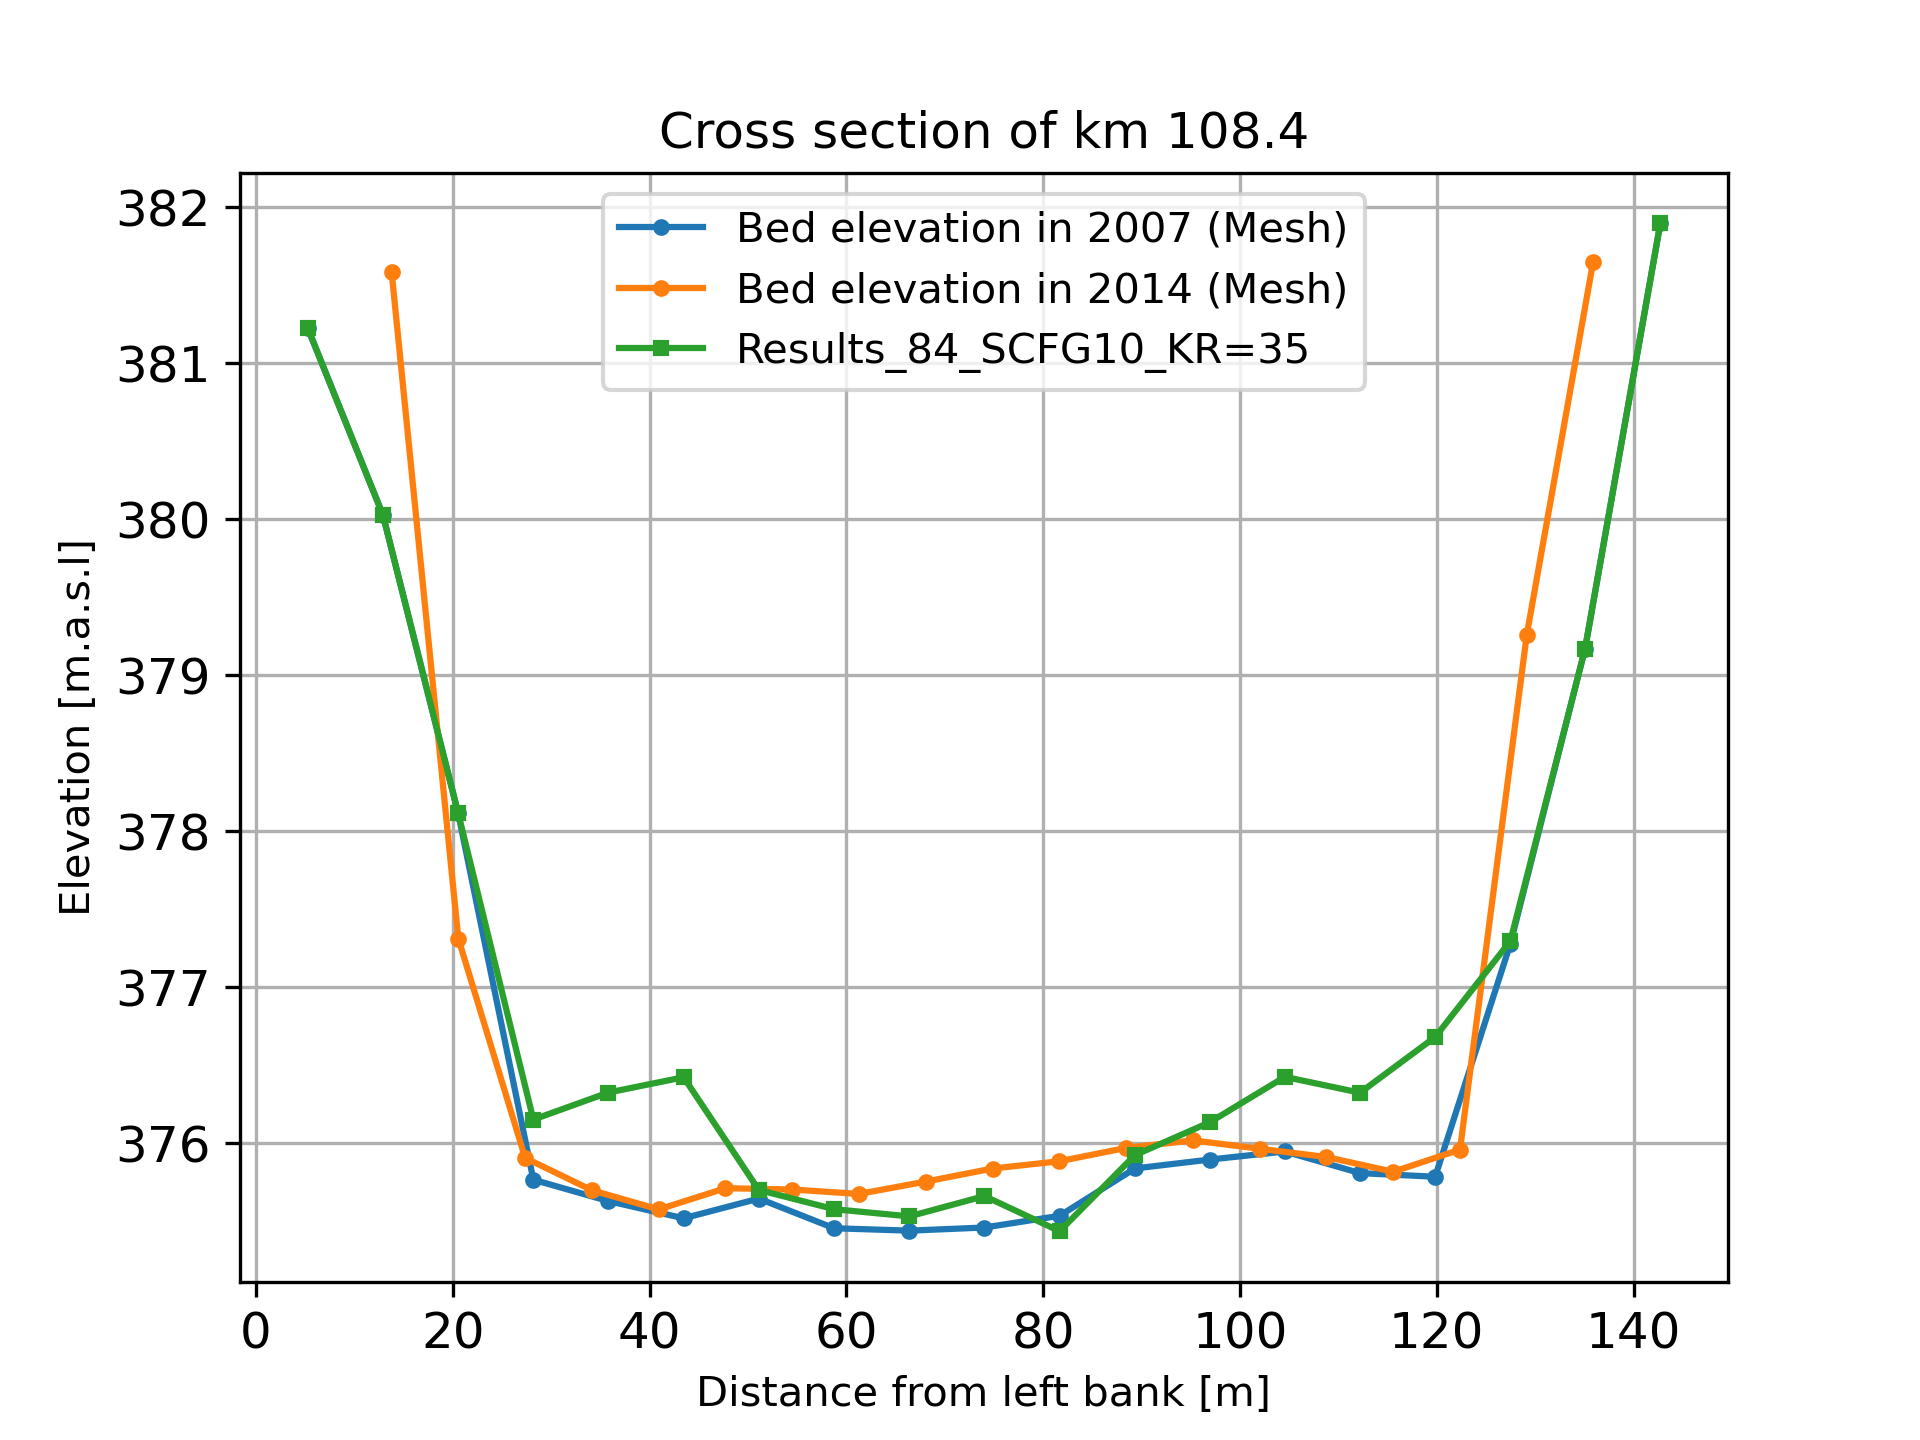 Cross section of km 108.4
Bed elevation in 2007 (Mesh)
Bed elevation in 2014 (Mesh)
Results_84_SCFG10_KR=35
382
381
380
379
378
377
376
Elevation [m.a.s.l]
0 20 40 60 80 100 120 140
Distance from left bank [m]